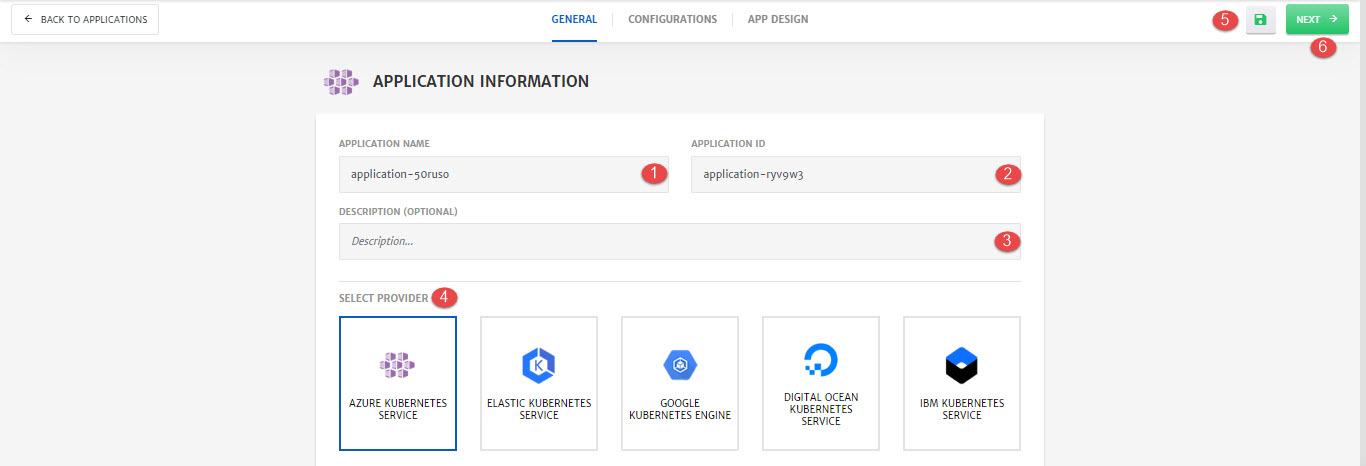 BACK TO APPLICATIONS
GENERAL
CONFIGURATIONS
APP DESIGN
5
NEXT
6
APPLICATION INFORMATION
APPLICATION NAME
APPLICATION ID
application-50ruso
1
application-ryv9w3
2
DESCRIPTION (OPTIONAL)
Description...
3
SELECT PROVIDER
4
AZURE KUBERNETES
SERVICE
K
ELASTIC KUBERNETES
SERVICE
GOOGLE
KUBERNETES ENGINE
DIGITAL OCEAN
KUBERNETES
SERVICE
IBM KUBERNETES
SERVICE